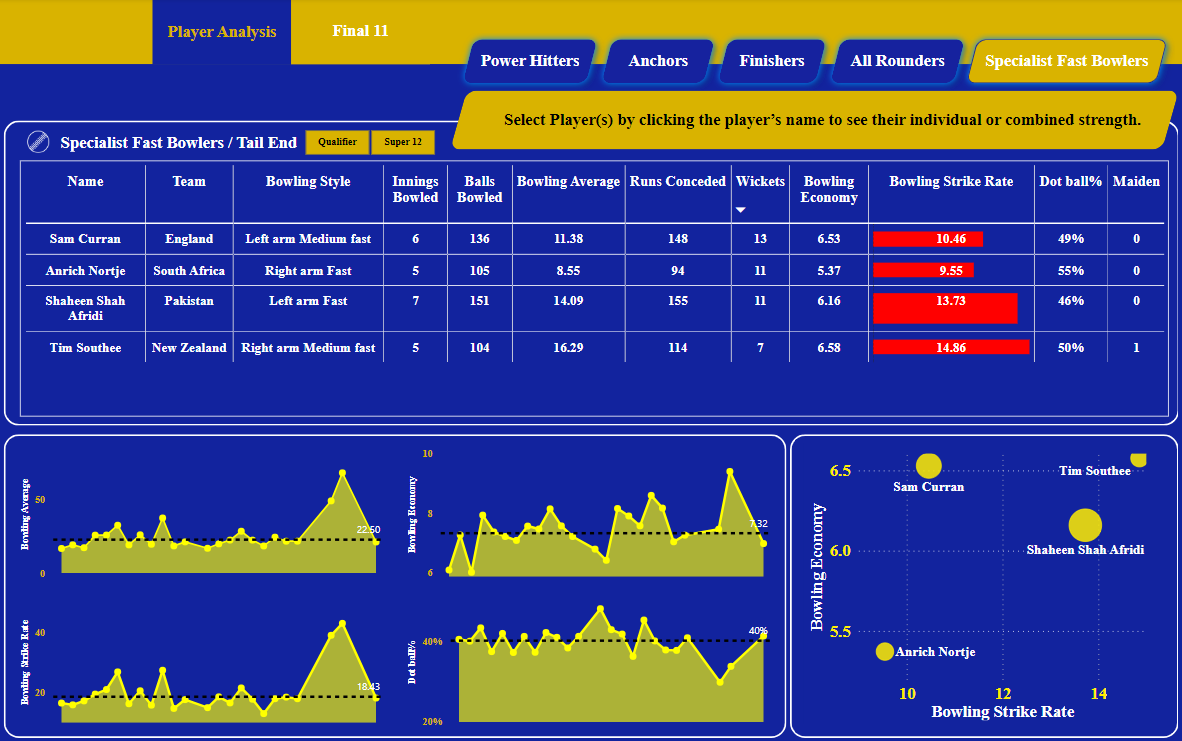 Player Analysis
Final 11
Power Hitters
Anchors
Finishers
All Rounders
Specialist Fast Bowlers
Select Player(s) by clicking the player's name to see their individual or combined strength.
Specialist Fast Bowlers / Tail End
Qualifier
Super 12
Name Team Bowling Style Innings Bowled Balls Bowled Bowling Average Runs Conceded Wickets Bowling Economy Bowling Strike Rate Dot ball% Maiden
Sam Curran England Left arm Medium fast 6 136 11.38 148 13 6.53 10.46 49% 0
Anrich Nortje South Africa Right arm Fast 5 105 8.55 94 11 5.37 9.55 55% 0
Shaheen Shah Afridi Pakistan Left arm Fast 7 151 14.09 155 11 6.16 13.73 46% 0
Tim Southee New Zealand Right arm Medium fast 5 104 16.29 114 7 6.58 14.86 50% 1
Bowling Average
50
0
22.50
Bowling Economy
10
8
6
7.32
Bowling Strike Rate
40
20
18.43
Dot ball%
40%
20%
40%
Bowling Economy
6.5
6.0
5.5
Sam Curran
Tim Southee
Shaheen Shah Afridi
Anrich Nortje
10 12 14
Bowling Strike Rate